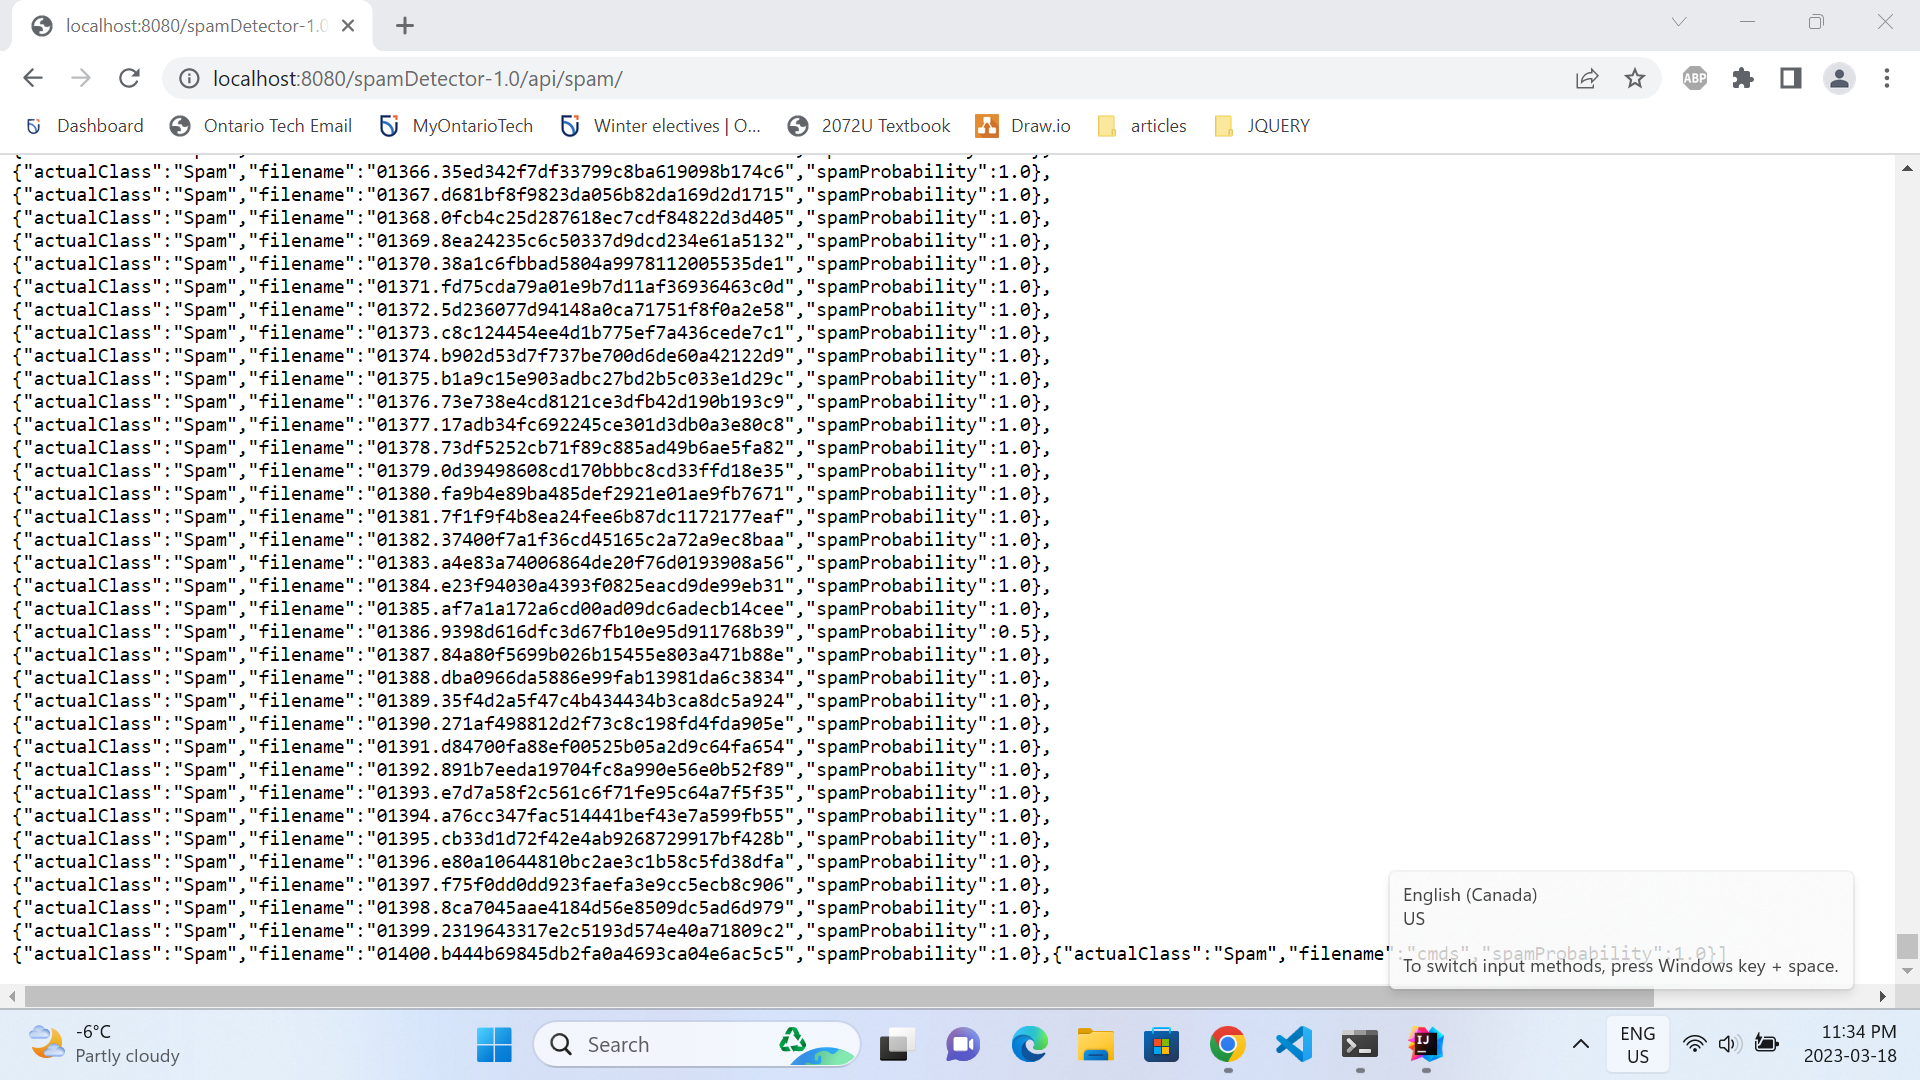 localhost:8080/spamDetector-1.0
localhost:8080/spamDetector-1.0/api/spam/
ABP
Dashboard
Ontario Tech Email
MyOntarioTech
Winter electives | O...
2072U Textbook
Draw.io
articles
JQUERY
{"actualClass":"Spam","filename":"01366.35ed342f7df33799c8ba619098b174c6","spamProbability":1.0},
{"actualClass":"Spam","filename":"01367.d681bf8f9823da056b82da169d2d1715","spamProbability":1.0},
{"actualClass":"Spam","filename":"01368.0fcb4c25d287618ec7cdf84822d3d405","spamProbability":1.0},
{"actualClass":"Spam","filename":"01369.8ea24235c6c50337d9dcd234e61a5132","spamProbability":1.0},
{"actualClass":"Spam","filename":"01370.38a1c6fbbad5804a9978112005535de1","spamProbability":1.0},
{"actualClass":"Spam","filename":"01371.fd75cda79a01e9b7d11af36936463c0d","spamProbability":1.0},
{"actualClass":"Spam","filename":"01372.5d236077d94148a0ca71751f8f0a2e58","spamProbability":1.0},
{"actualClass":"Spam","filename":"01373.c8c124454ee4d1b775ef7a436cede7c1","spamProbability":1.0},
{"actualClass":"Spam","filename":"01374.b902d53d7f737be700d6de60a42122d9","spamProbability":1.0},
{"actualClass":"Spam","filename":"01375.b1a9c15e903adbc27bd2b5c033e1d29c","spamProbability":1.0},
{"actualClass":"Spam","filename":"01376.73e738e4cd8121ce3dfb42d190b193c9","spamProbability":1.0},
{"actualClass":"Spam","filename":"01377.17adb34fc692245ce301d3db0a3e80c8","spamProbability":1.0},
{"actualClass":"Spam","filename":"01378.73df5252cb71f89c885ad49b6ae5fa82","spamProbability":1.0},
{"actualClass":"Spam","filename":"01379.0d39498608cd170bbbc8cd33ffd18e35","spamProbability":1.0},
{"actualClass":"Spam","filename":"01380.fa9b4e89ba485def2921e01ae9fb7671","spamProbability":1.0},
{"actualClass":"Spam","filename":"01381.7f1f9f4b8ea24fee6b87dc1172177eaf","spamProbability":1.0},
{"actualClass":"Spam","filename":"01382.37400f7a1f36cd45165c2a72a9ec8baa","spamProbability":1.0},
{"actualClass":"Spam","filename":"01383.a4e83a74006864de20f76d0193908a56","spamProbability":1.0},
{"actualClass":"Spam","filename":"01384.e23f94030a4393f0825eacd9de99eb31","spamProbability":1.0},
{"actualClass":"Spam","filename":"01385.af7a1a172a6cd00ad09dc6adecb14cee","spamProbability":1.0},
{"actualClass":"Spam","filename":"01386.9398d616dfc3d67fb10e95d911768b39","spamProbability":0.5},
{"actualClass":"Spam","filename":"01387.84a80f5699b026b15455e803a471b88e","spamProbability":1.0},
{"actualClass":"Spam","filename":"01388.dba0966da5886e99fab13981da6c3834","spamProbability":1.0},
{"actualClass":"Spam","filename":"01389.35f4d2a5f47c4b434434b3ca8dc5a924","spamProbability":1.0},
{"actualClass":"Spam","filename":"01390.271af498812d2f73c8c198fd4fda905e","spamProbability":1.0},
{"actualClass":"Spam","filename":"01391.d84700fa88ef00525b05a2d9c64fa654","spamProbability":1.0},
{"actualClass":"Spam","filename":"01392.891b7eeda19704fc8a990e56e0b52f89","spamProbability":1.0},
{"actualClass":"Spam","filename":"01393.e7d7a58f2c561c6f71fe95c64a7f5f35","spamProbability":1.0},
{"actualClass":"Spam","filename":"01394.a76cc347fac514441bef43e7a599fb55","spamProbability":1.0},
{"actualClass":"Spam","filename":"01395.cb33d1d72f42e4ab9268729917bf428b","spamProbability":1.0},
{"actualClass":"Spam","filename":"01396.e80a10644810bc2ae3c1b58c5fd38dfa","spamProbability":1.0},
{"actualClass":"Spam","filename":"01397.f75f0dd0dd923faefa3e9cc5ecb8c906","spamProbability":1.0},
{"actualClass":"Spam","filename":"01398.8ca7045aae4184d56e8509dc5ad6d979","spamProbability":1.0},
{"actualClass":"Spam","filename":"01399.2319643317e2c5193d574e40a71809c2","spamProbability":1.0},
{"actualClass":"Spam","filename":"01400.b444b69845db2fa0a4693ca04e6ac5c5","spamProbability":1.0},{"actualClass":"Spam","filename":"cmds","spamProbability":1.0}]
English (Canada)
US
To switch input methods, press Windows key + space.
-6°C
Partly cloudy
Search
IJ
ENG
US
11:34 PM
2023-03-18